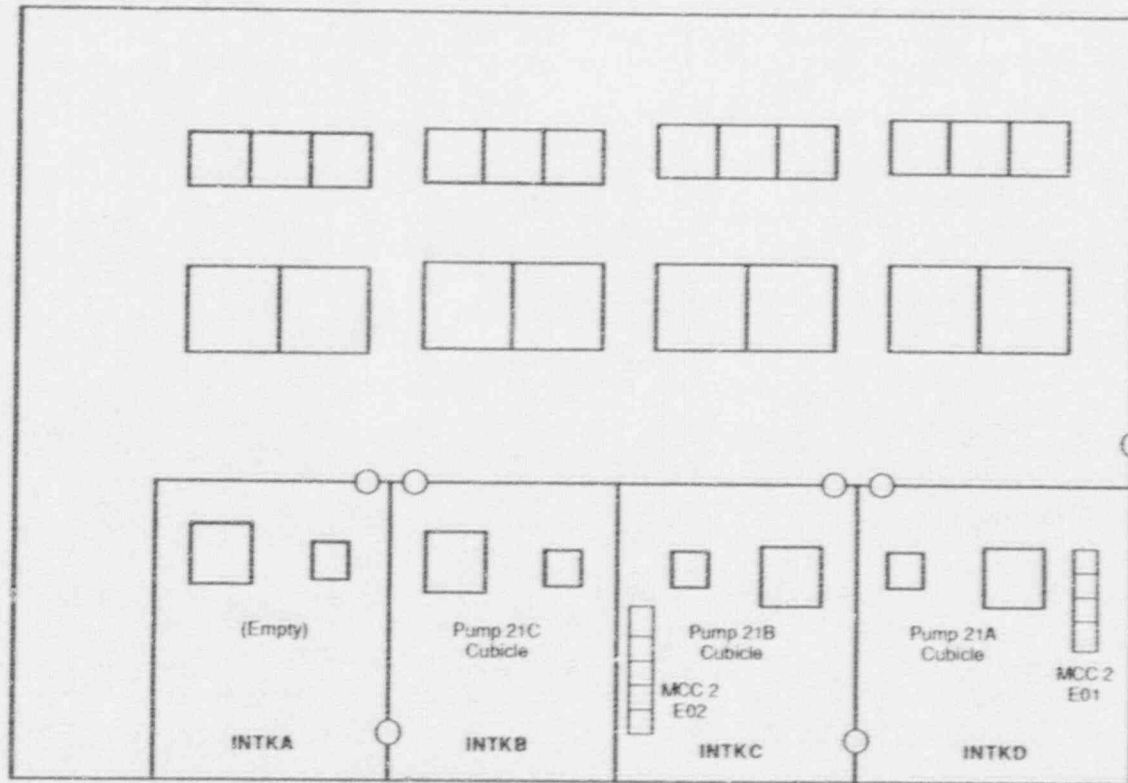 (Empty)
Pump 21C
Cubicle
Pump 21B
Cubicle
Pump 21A
Cubicle
MCC 2
E02
MCC 2
E01
INTKA
INTKB
INTKC
INTKD